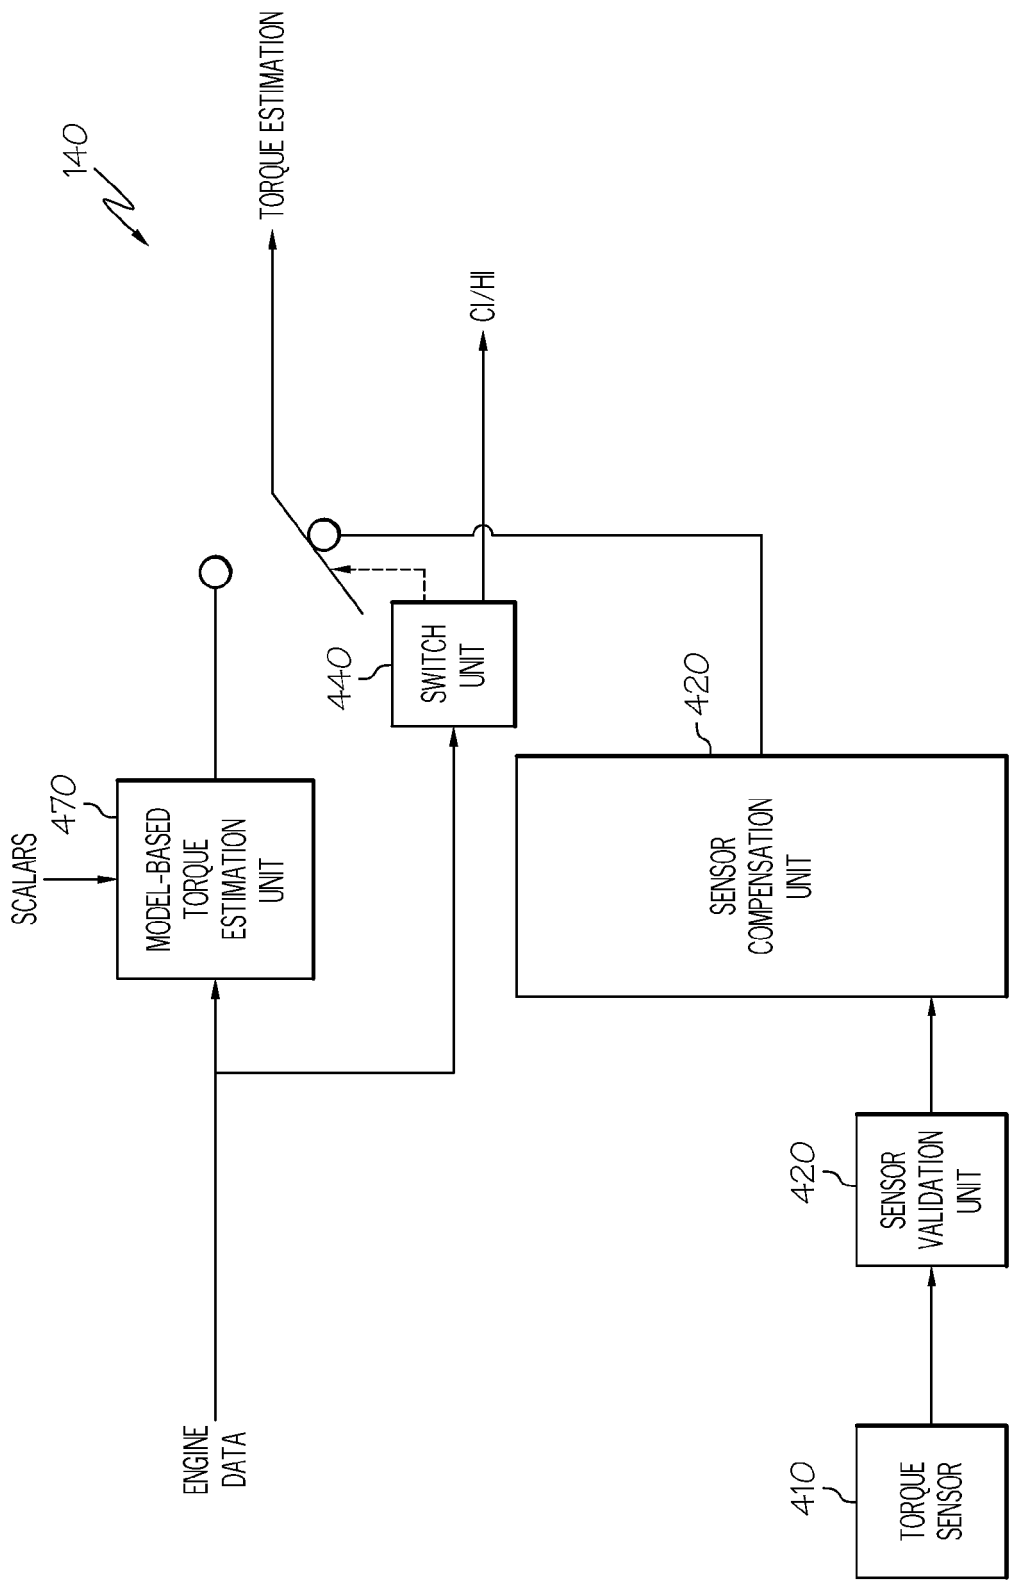 140
SCALARS
470
MODEL-BASED
TORQUE
ESTIMATION
UNIT
ENGINE
DATA
TORQUE ESTIMATION
440
SWITCH
UNIT
CI/HI
420
SENSOR
COMPENSATION
UNIT
420
SENSOR
VALIDATION
UNIT
410
TORQUE
SENSOR